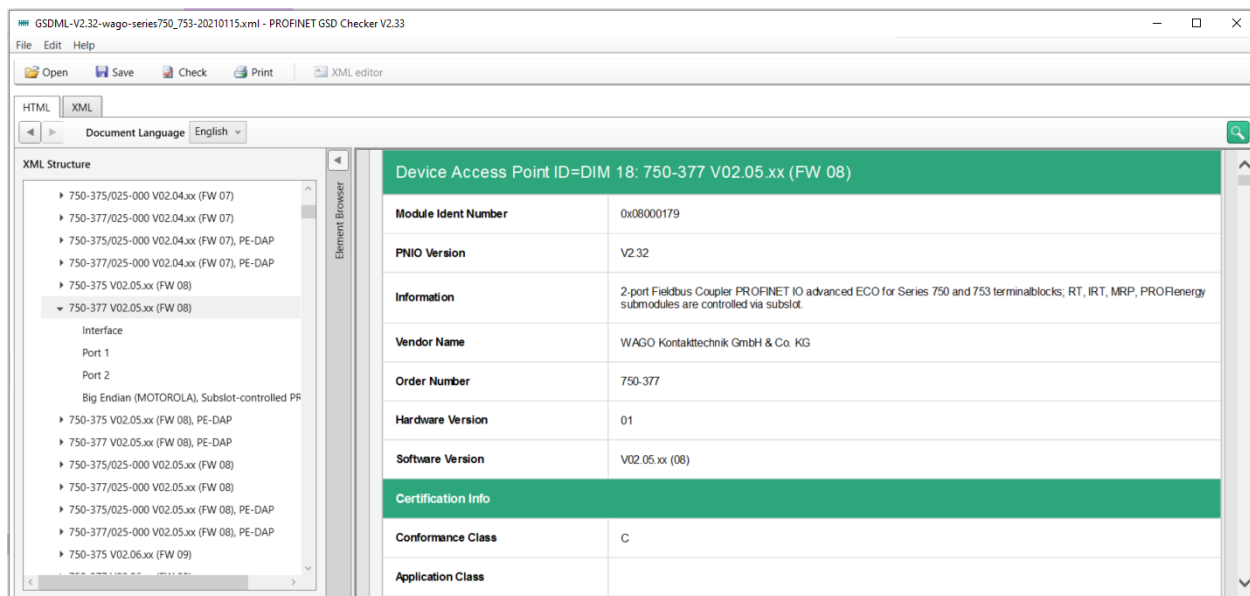 GSDML-V2.32-wago-series750_753-20210115.xml - PROFINET GSD Checker V2.33
File Edit Help
Open Save Check Print XML editor
HTML XML
Document Language English
XML Structure
750-375/025-000 V02.04.xx (FW 07)
750-377/025-000 V02.04.xx (FW 07)
750-375/025-000 V02.04.xx (FW 07), PE-DAP
750-377/025-000 V02.04.xx (FW 07), PE-DAP
750-375 V02.05.xx (FW 08)
750-377 V02.05.xx (FW 08)
Interface
Port 1
Port 2
Big Endian (MOTOROLA), Subslot-controlled PR
750-375 V02.05.xx (FW 08), PE-DAP
750-377 V02.05.xx (FW 08), PE-DAP
750-375/025-000 V02.05.xx (FW 08)
750-377/025-000 V02.05.xx (FW 08)
750-375/025-000 V02.05.xx (FW 08), PE-DAP
750-377/025-000 V02.05.xx (FW 08), PE-DAP
750-375 V02.06.xx (FW 09)
Element Browser
Device Access Point ID=DIM 18: 750-377 V02.05.xx (FW 08)
Module Ident Number 0x08000179
PNIO Version V2.32
Information 2-port Fieldbus Coupler PROFINET IO advanced ECO for Series 750 and 753 terminalblocks; RT, IRT, MRP, PROFIenergy
submodules are controlled via subslot.
Vendor Name WAGO Kontakttechnik GmbH & Co. KG
Order Number 750-377
Hardware Version 01
Software Version V02.05.xx (08)
Certification Info
Conformance Class C
Application Class